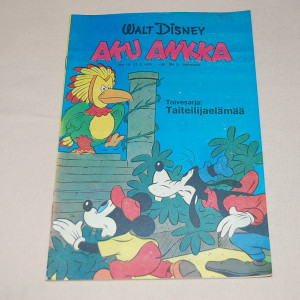 WALT DISNEY
AKU ANKKA
Toivesarja:
Taiteilijaelämää